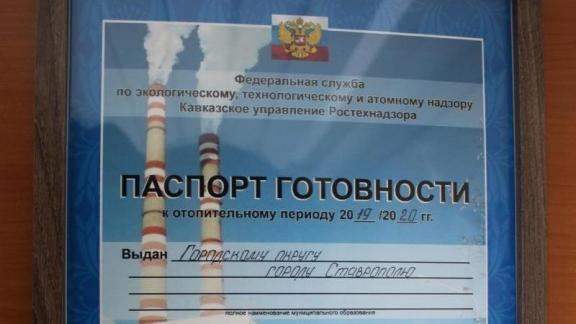 Федеральная служба
по экологическому, технологическому и атомному надзору
Кавказское управление Ростехнадзора
ПАСПОРТ ГОТОВНОСТИ
к отопительному периоду 2019 /2020 гг.
Выдан Городскому округу
городу Ставрополю
полное наименование муниципального образования